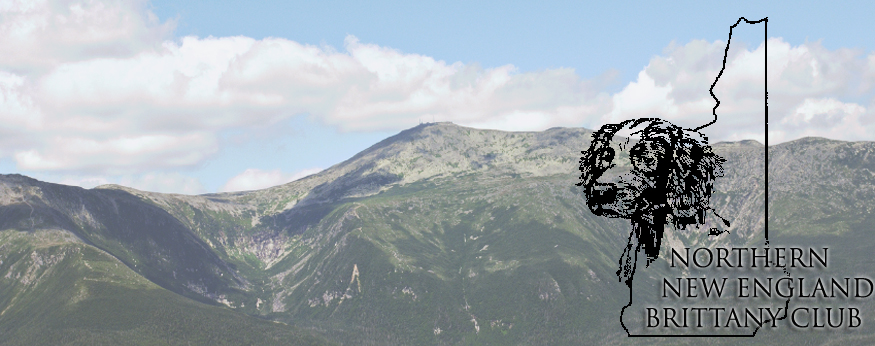 NORTHERN
NEW ENGLAND
BRITTANY CLUB